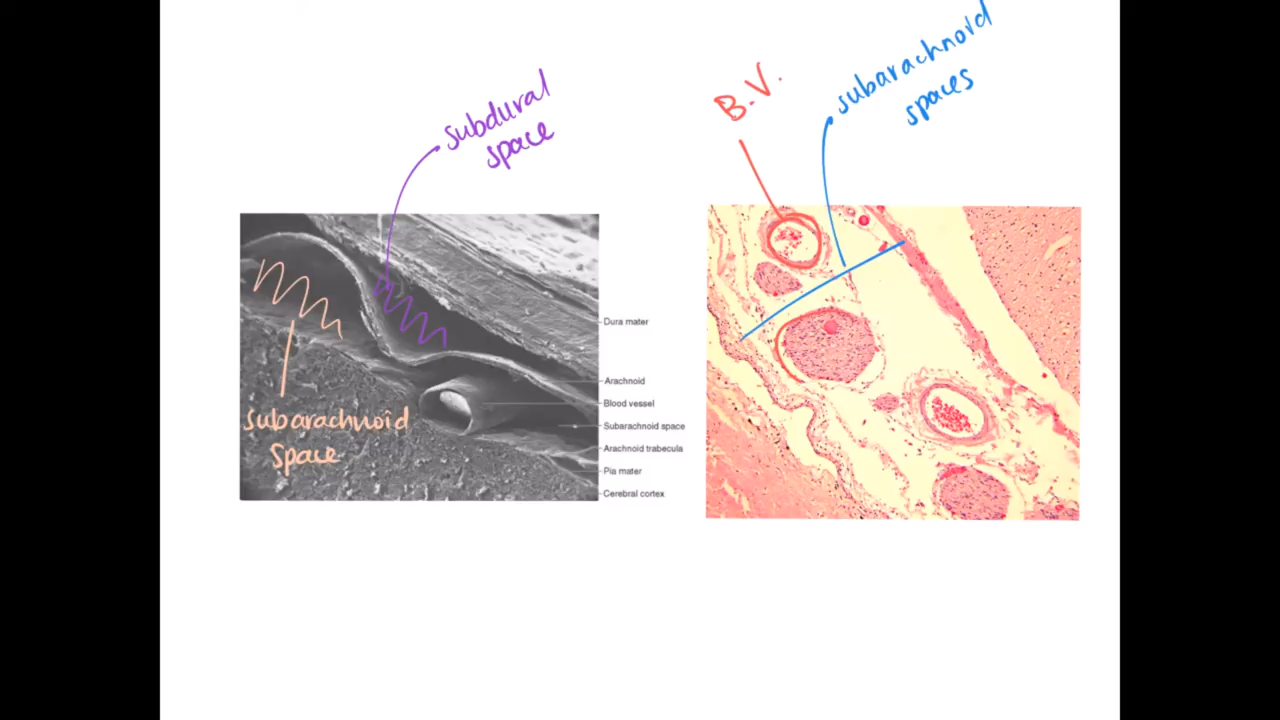 subdural
space
B.V.
subarachnoid
spaces
Dura mater
Arachnoid
Blood vessel
Subarachnoid space
Arachnoid trabecula
Pia mater
Cerebral cortex
subarachnoid
space